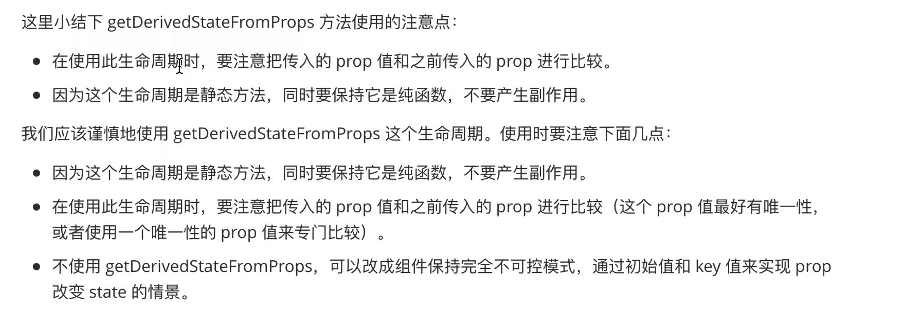 这里小结下 getDerivedStateFromProps 方法使用的注意点：
● 在使用此生命周期时，要注意把传入的 prop 值和之前传入的 prop 进行比较。
● 因为这个生命周期是静态方法，同时要保持它是纯函数，不要产生副作用。
我们应该谨慎地使用 getDerivedStateFromProps 这个生命周期。使用时要注意下面几点：
● 因为这个生命周期是静态方法，同时要保持它是纯函数，不要产生副作用。
● 在使用此生命周期时，要注意把传入的 prop 值和之前传入的 prop 进行比较（这个 prop 值最好有唯一性，
或者使用一个唯一性的 prop 值来专门比较）。
● 不使用 getDerivedStateFromProps，可以改成组件保持完全不可控模式，通过初始值和 key 值来实现 prop
改变 state 的情景。